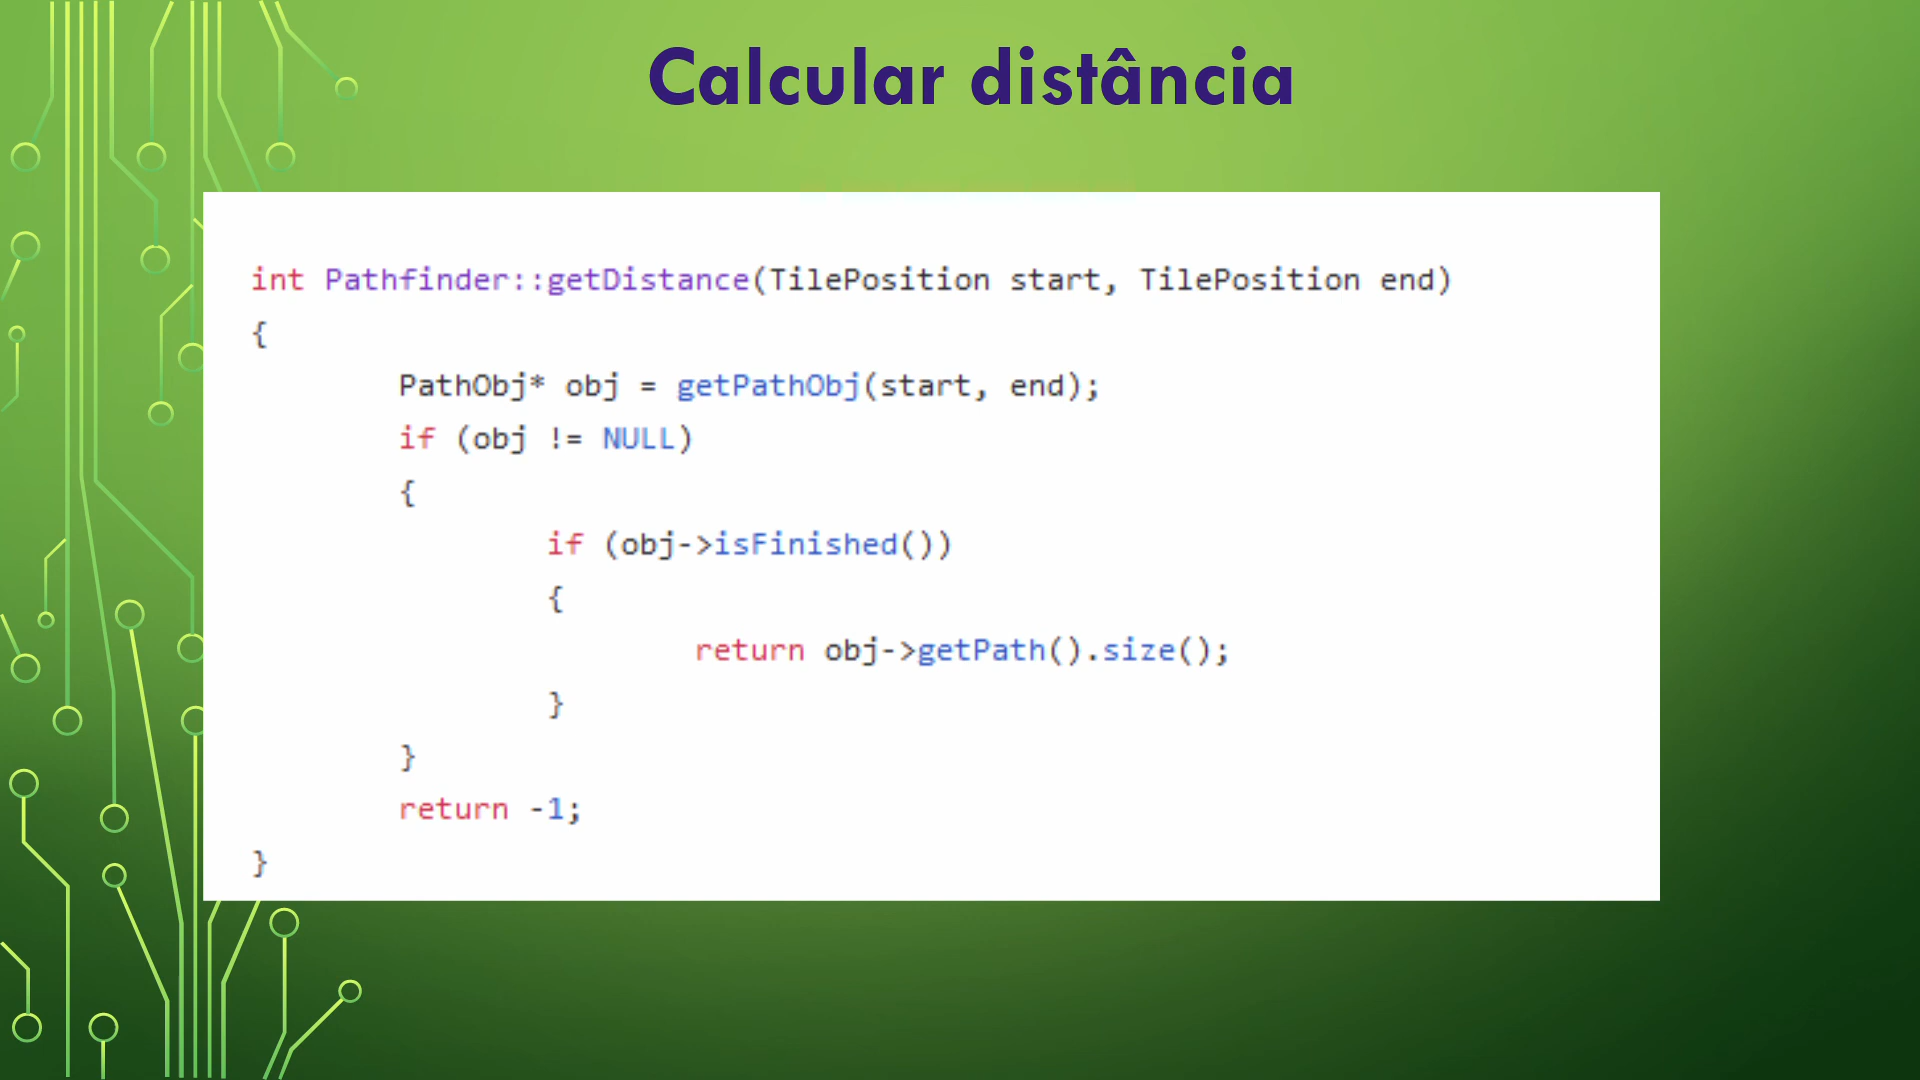 Calcular distância
int Pathfinder::getDistance(TilePosition start, TilePosition end)
{
PathObj* obj = getPathObj(start, end);
if (obj != NULL)
{
if (obj->isFinished())
{
return obj->getPath().size();
}
}
return -1;
}